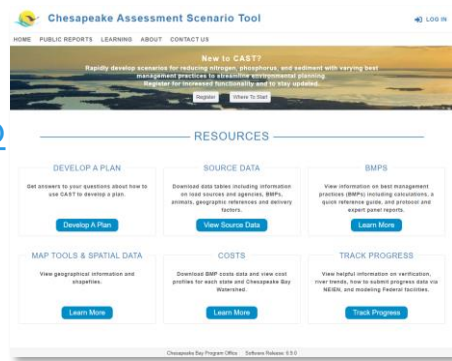 Chesapeake Assessment Scenario Tool
LOG IN
HOME PUBLIC REPORTS LEARNING ABOUT CONTACT US
New to CAST?
Rapidly develop scenarios for reducing nitrogen, phosphorus, and sediment with varying best
management practices to streamline environmental planning.
Register for increased functionality and to stay updated.
Register Where To Start
RESOURCES
DEVELOP A PLAN
Get answers to your questions about how to
use CAST to develop a plan.
Develop A Plan
SOURCE DATA
Download data tables including information
on load sources and agencies, BMPs,
animals, geographic references and delivery
factors.
View Source Data
BMPS
View information on best management
practices (BMPs) including calculations, a
quick reference guide, and protocol and
expert panel reports.
Learn More
MAP TOOLS & SPATIAL DATA
View geographical information and
shapefiles.
Learn More
COSTS
Download BMP costs data and view cost
profiles for each state and Chesapeake Bay
Watershed.
Learn More
TRACK PROGRESS
View helpful information on verification,
river trends, how to submit progress data via
NEIEN, and modeling Federal facilities.
Track Progress
Chesapeake Bay Program Office Software Release: 9.5.0